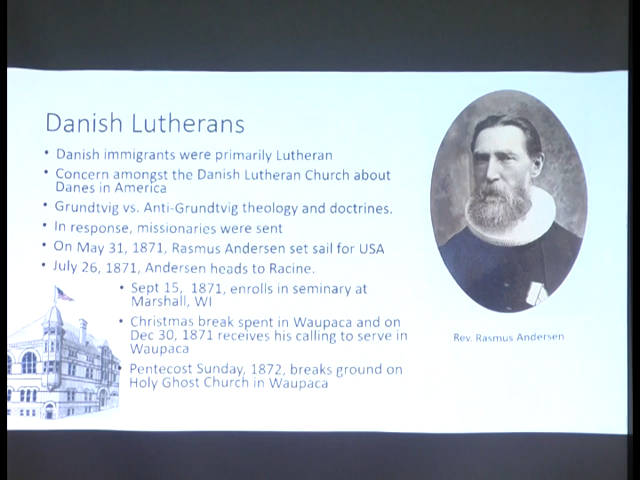 Danish Lutherans
• Danish immigrants were primarily Lutheran
• Concern amongst the Danish Lutheran Church about
Danes in America
• Grundtvig vs. Anti-Grundtvig theology and doctrines.
• In response, missionaries were sent
• On May 31, 1871, Rasmus Andersen set sail for USA
• July 26, 1871, Andersen heads to Racine.
• Sept 15, 1871, enrolls in seminary at
Marshall, WI
• Christmas break spent in Waupaca and on
Dec 30, 1871 receives his calling to serve in
Waupaca
• Pentecost Sunday, 1872, breaks ground on
Holy Ghost Church in Waupaca
Rev. Rasmus Andersen